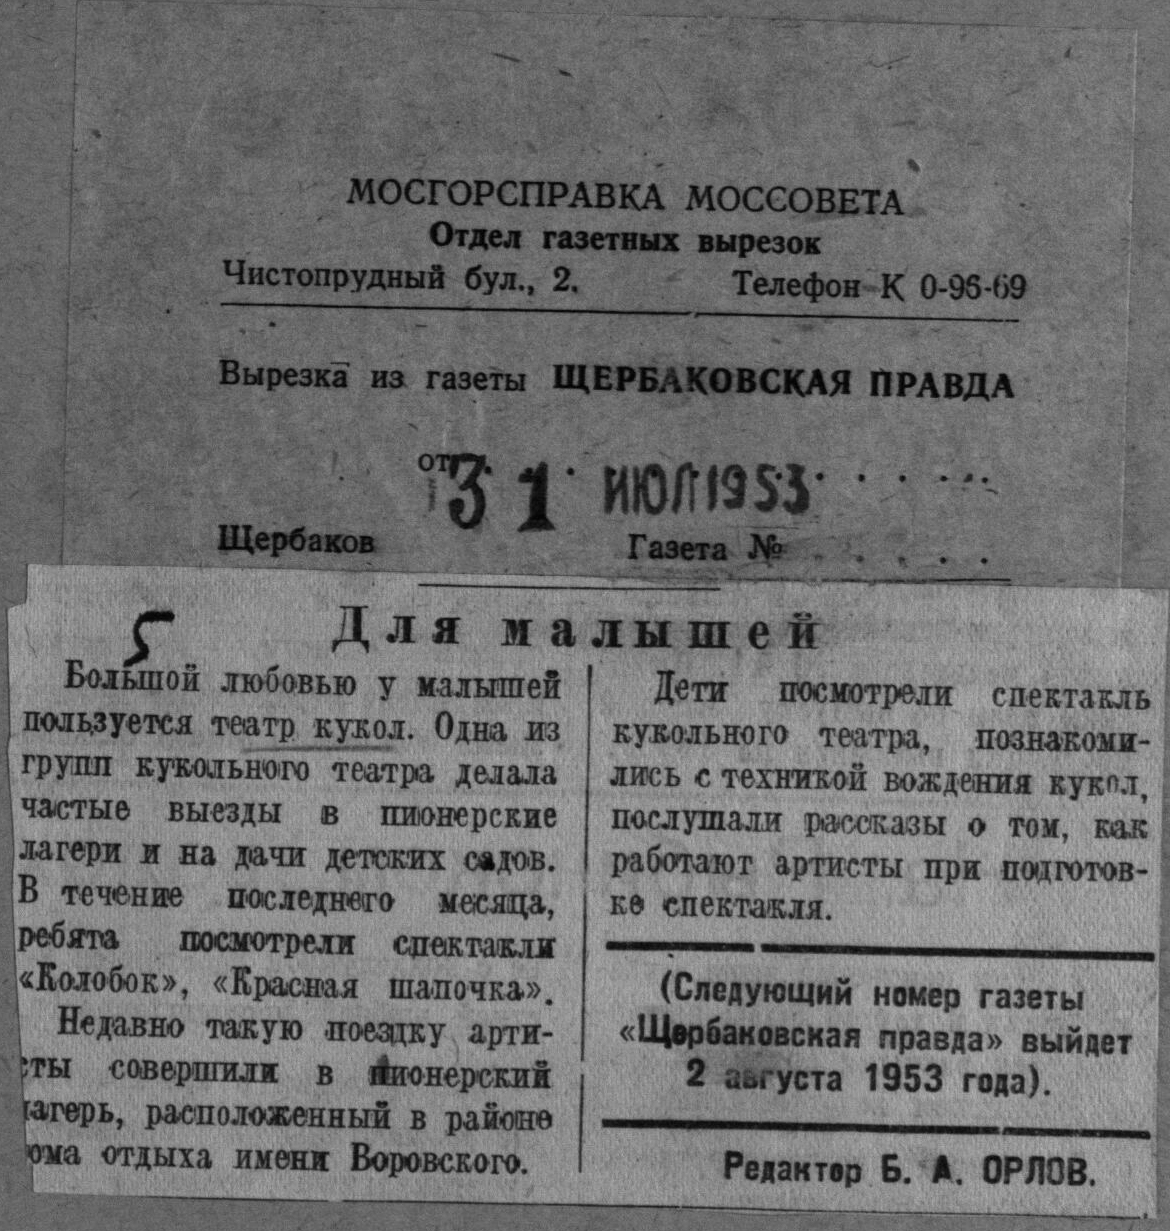 МОСГОРСПРАВКА МОССОВЕТА
Отдел газетных вырезок
Чистопрудный бул., 2. Телефон К 0-96-69
Вырезка из газеты ЩЕРБАКОВСКАЯ ПРАВДА
от 31 ИЮЛ 1953
Щербаков Газета №
5
Для малышей
Большой любовью у малышей
пользуется театр кукол. Одна из
групп кукольного театра делала
частые выезды в пионерские
лагери и на дачи детских садов.
В течение последнего месяца,
ребята посмотрели спектакли
«Колобок», «Красная шапочка».
Недавно такую поездку арти-
сты совершили в пионерский
лагерь, расположенный в районе
дома отдыха имени Воровского.
Дети посмотрели спектакль
кукольного театра, познакоми-
лись с техникой вождения кукол,
послушали рассказы о том, как
работают артисты при подготов-
ке спектакля.
(Следующий номер газеты
«Щербаковская правда» выйдет
2 августа 1953 года).
Редактор Б. А. ОРЛОВ.